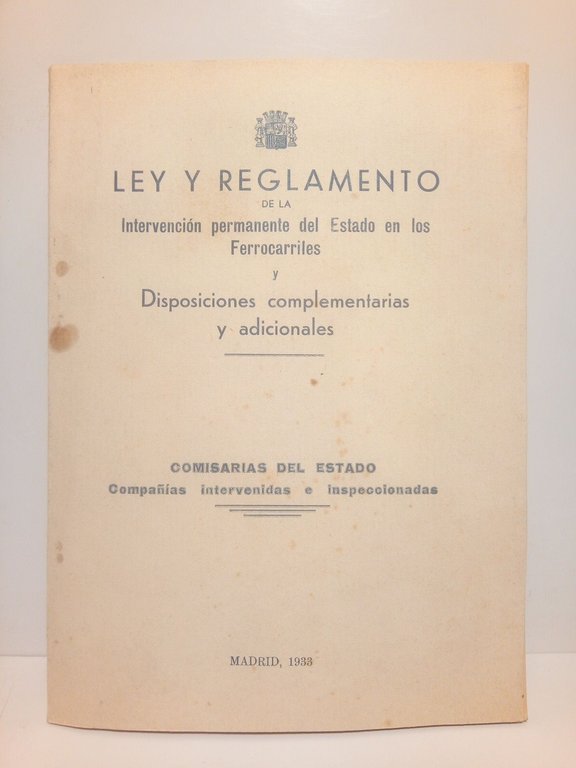 LEY Y REGLAMENTO
DE LA
Intervención permanente del Estado en los
Ferrocarriles
y
Disposiciones complementarias
y adicionales
COMISARIAS DEL ESTADO
Compañías intervenidas e inspeccionadas
MADRID, 1933